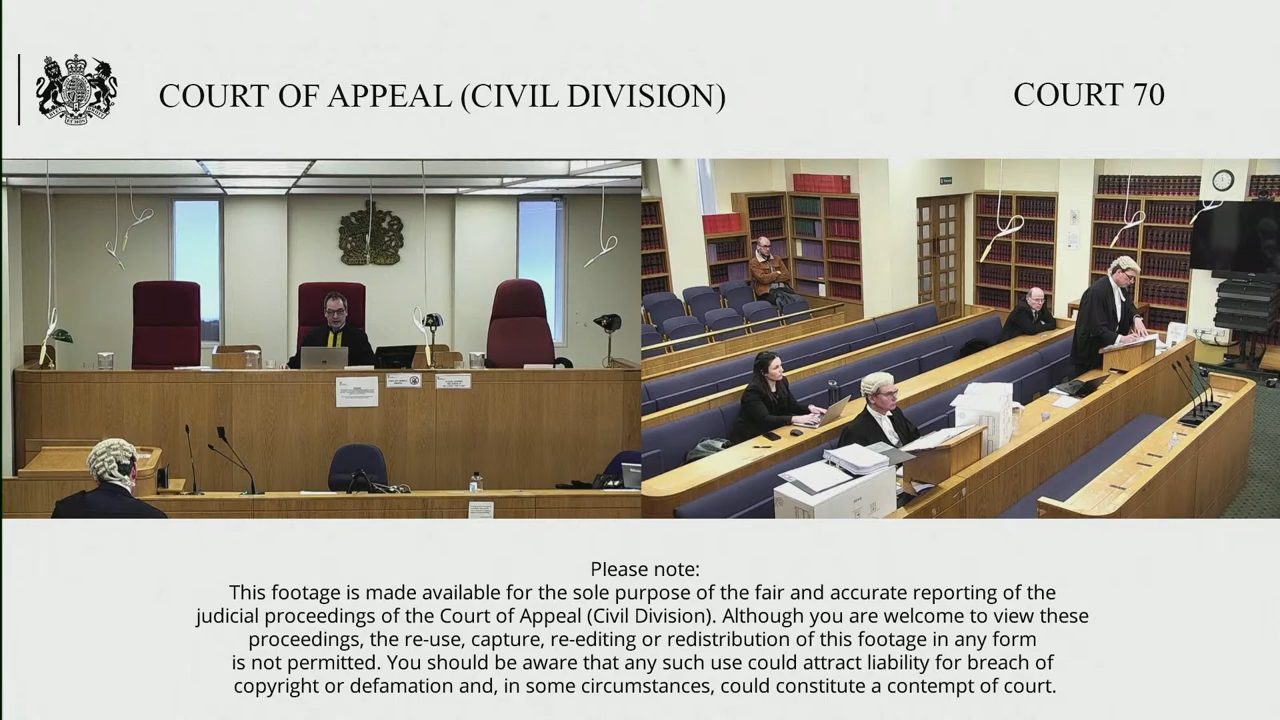 COURT OF APPEAL (CIVIL DIVISION)
COURT 70
Please note:
This footage is made available for the sole purpose of the fair and accurate reporting of the
judicial proceedings of the Court of Appeal (Civil Division). Although you are welcome to view these
proceedings, the re-use, capture, re-editing or redistribution of this footage in any form
is not permitted. You should be aware that any such use could attract liability for breach of
copyright or defamation and, in some circumstances, could constitute a contempt of court.